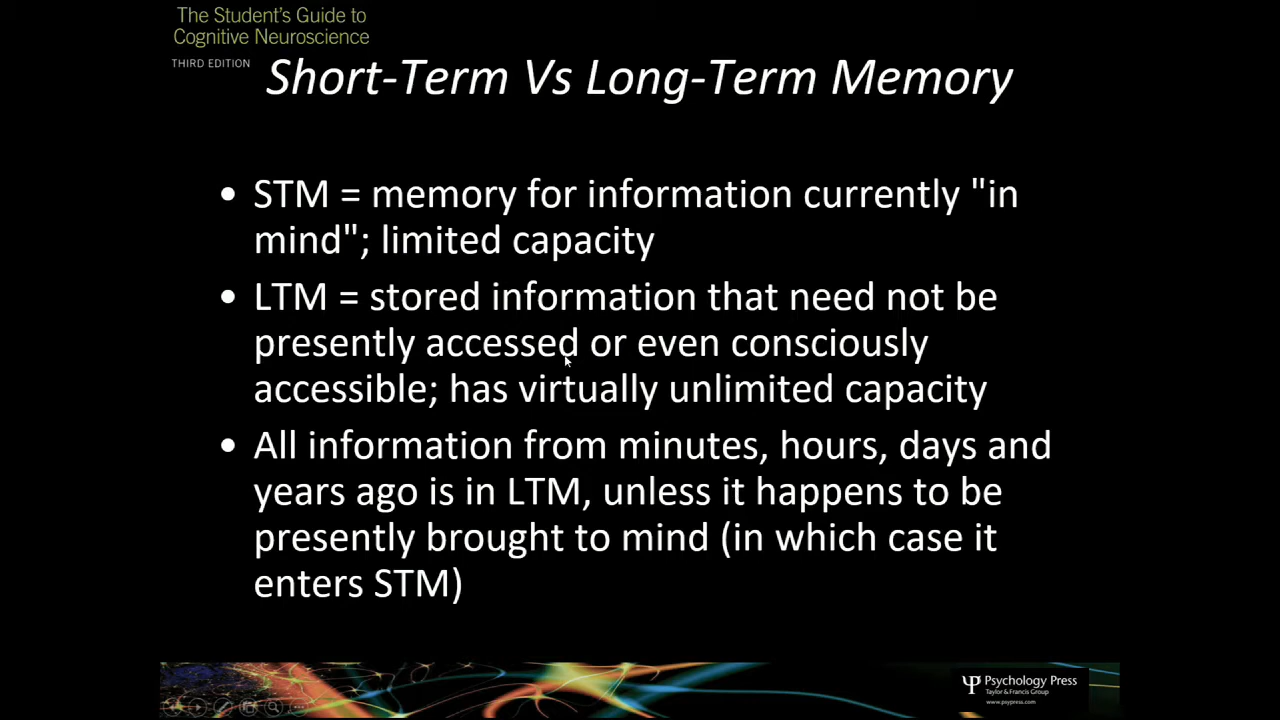 The Student's Guide to
Cognitive Neuroscience
THIRD EDITION
Short-Term Vs Long-Term Memory
• STM = memory for information currently "in
mind"; limited capacity
• LTM = stored information that need not be
presently accessed or even consciously
accessible; has virtually unlimited capacity
• All information from minutes, hours, days and
years ago is in LTM, unless it happens to be
presently brought to mind (in which case it
enters STM)
Psychology Press
Taylor & Francis Group
www.psypress.com